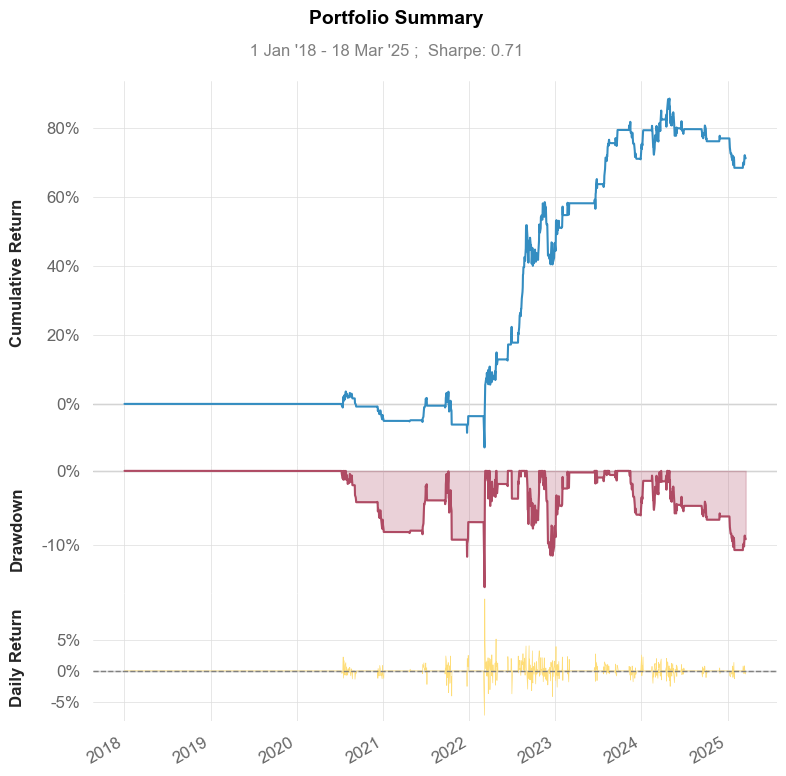 Portfolio Summary
1 Jan '18 - 18 Mar '25 ;  Sharpe: 0.71
Cumulative Return
80%
60%
40%
20%
0%
Drawdown
0%
-10%
Daily Return
5%
0%
-5%
2018 2019 2020 2021 2022 2023 2024 2025